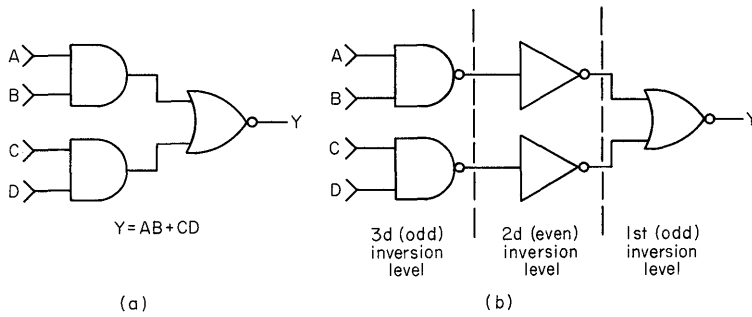 A
B
C
D
Y
Y=AB+CD
(a)
A
B
C
D
Y
3d (odd)
inversion
level
2d (even)
inversion
level
1st (odd)
inversion
level
(b)